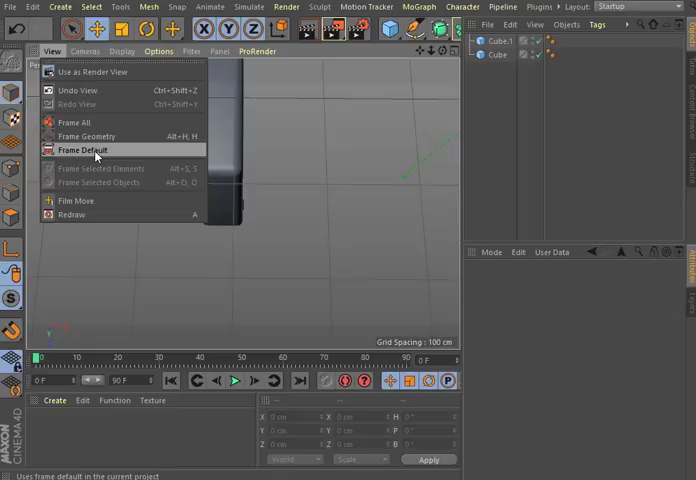 Create Select Tools Mesh Snap Animate Simulate Render Sculpt Motion Tracker MoGraph Character Pipeline Plugins Layout: Startup
X Y Z
View Cameras Display Options Filter Panel ProRender
File Edit View Objects Tags
Use as Render View
Undo View Ctrl+Shift+Z
Redo View Ctrl+Shift+Y
Frame All
Frame Geometry Alt+H, H
Frame Default
Frame Selected Elements Alt+S, S
Frame Selected Objects Alt+O, O
Film Move
Redraw A
Cube.1
Cube
Mode Edit User Data
Y
Grid Spacing : 100 cm
0 10 20 30 40 50 60 70 80 90 0 F
0 F 90 F
Create Edit Function Texture
-- -- --
X 0 cm X 0 cm H 0 °
Y 0 cm Y 0 cm P 0 °
Z 0 cm Z 0 cm B 0 °
World Scale Apply
Uses frame default in the current project
Objects
Content Browser
Structure
Attributes
Layers
MAXON
CINEMA 4D